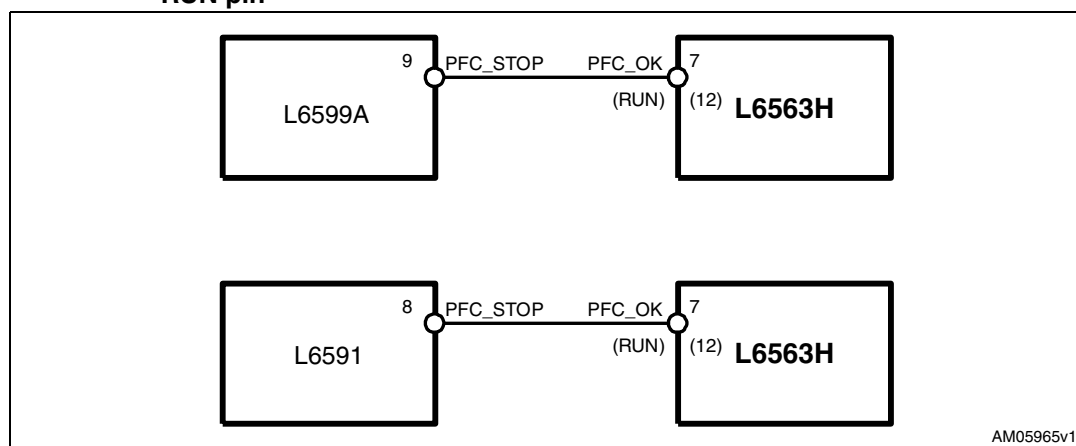 RUN pin
9 PFC_STOP PFC_OK 7
L6599A (RUN) (12) L6563H
8 PFC_STOP PFC_OK 7
L6591 (RUN) (12) L6563H
AM05965v1